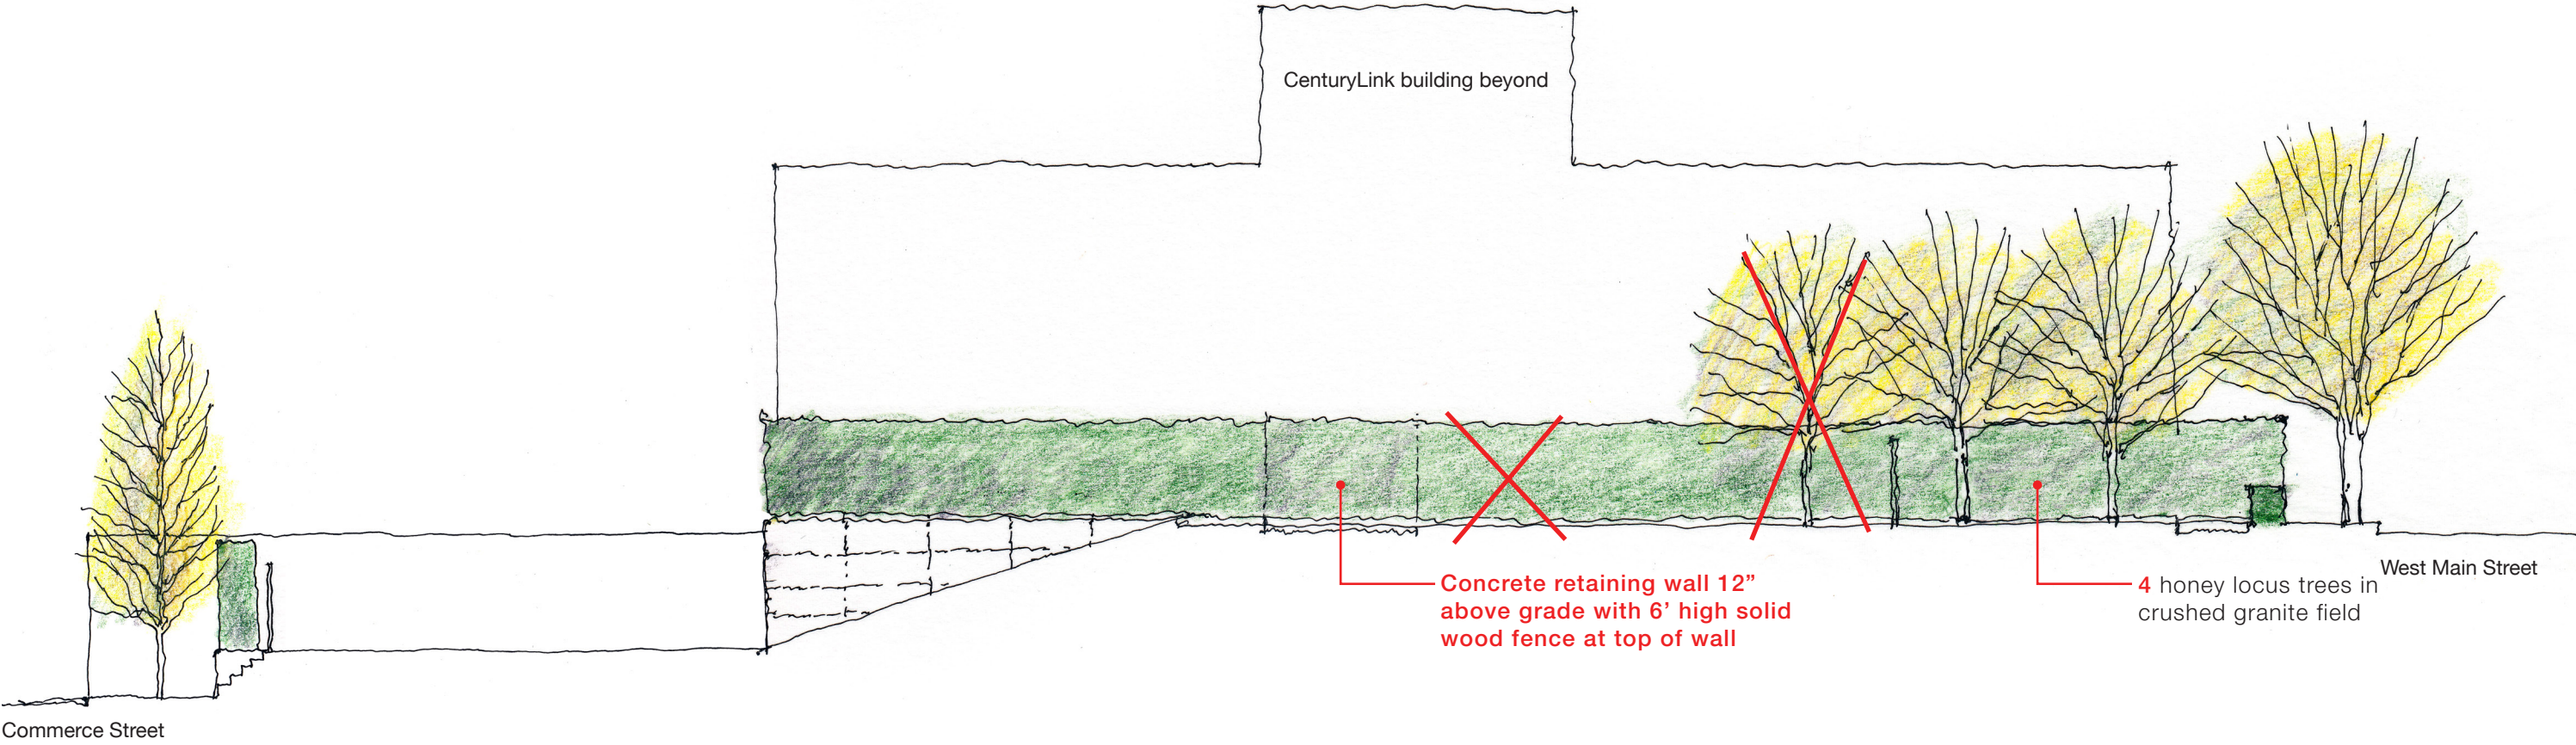 CenturyLink building beyond
Concrete retaining wall 12”
above grade with 6’ high solid
wood fence at top of wall
4 honey locus trees in
crushed granite field
West Main Street
Commerce Street